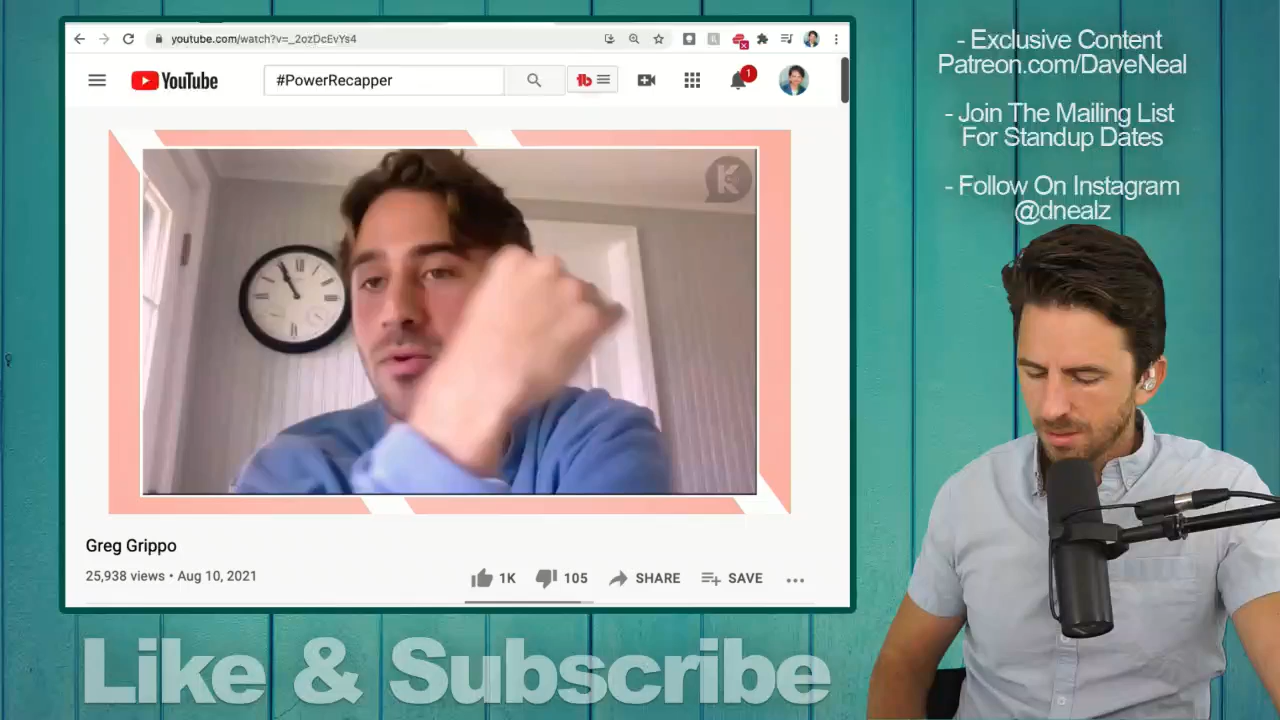 youtube.com/watch?v=_2ozDcEvYs4
YouTube
#PowerRecapper
tb
1
K
Greg Grippo
25,938 views • Aug 10, 2021
1K
105
SHARE
SAVE
- Exclusive Content
Patreon.com/DaveNeal
- Join The Mailing List
For Standup Dates
- Follow On Instagram
@dnealz
Like & Subscribe